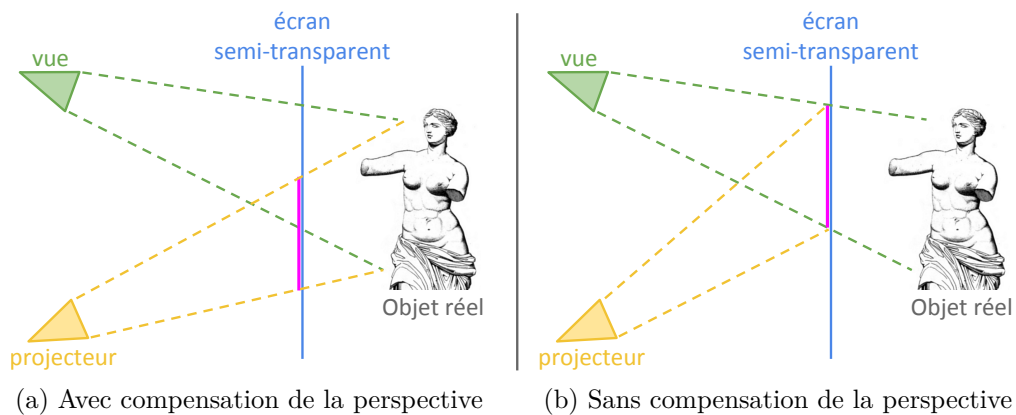 écran
semi-transparent
vue
Objet réel
projecteur
(a) Avec compensation de la perspective
écran
semi-transparent
vue
Objet réel
projecteur
(b) Sans compensation de la perspective